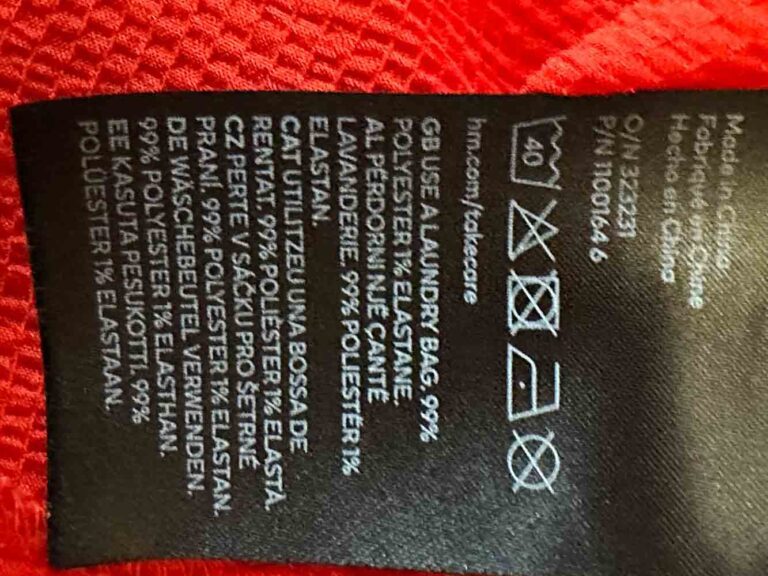 Made in China
Fabriqué en Chine
Hecho en China
O/N 323231
P/N 11001646
40
hm.com/takecare
GB USE A LAUNDRY BAG. 99%
POLYESTER 1% ELASTANE.
AL PËRDORNI NJË ÇANTË
LAVANDERIE. 99% POLIESTËR 1%
ELASTAN.
CAT UTILITZEU UNA BOSSA DE
RENTAT. 99% POLIÈSTER 1% ELASTÀ.
CZ PERTE V SÁČKU PRO ŠETRNÉ
PRANÍ. 99% POLYESTER 1% ELASTAN.
DE WÄSCHEBEUTEL VERWENDEN.
99% POLYESTER 1% ELASTHAN.
EE KASUTA PESUKOTTI. 99%
POLÜESTER 1% ELASTAAN.